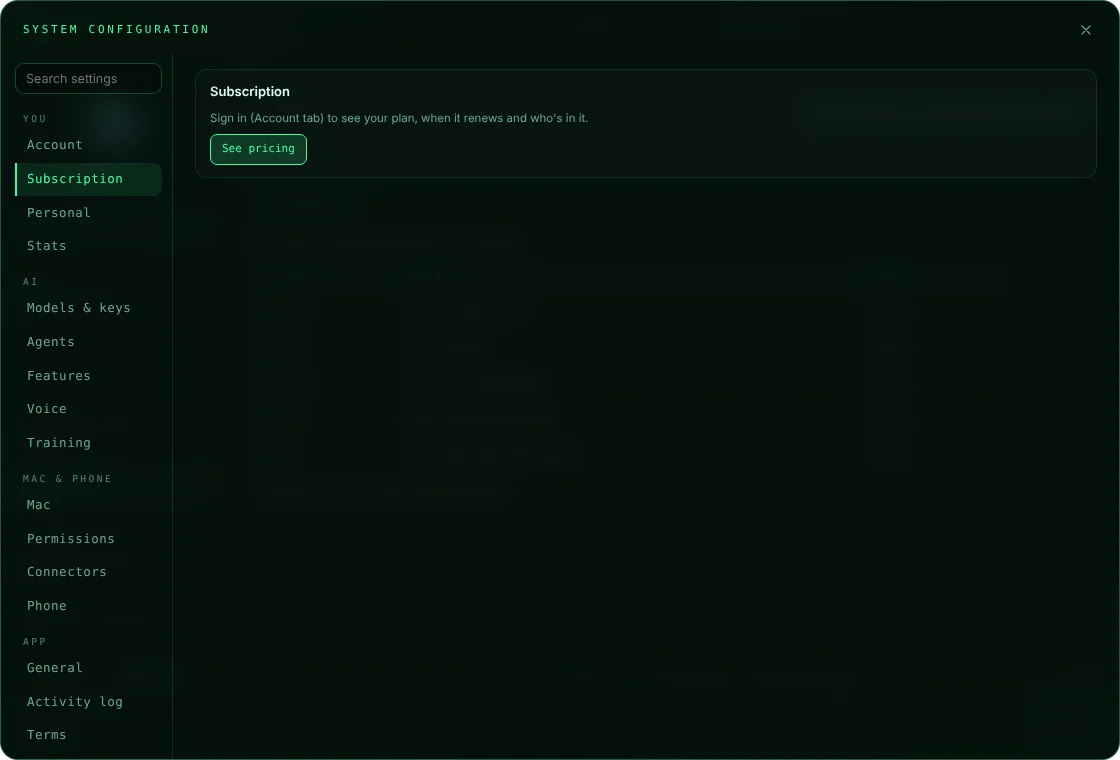 SYSTEM CONFIGURATION
Search settings
YOU
Account
Subscription
Personal
Stats
AI
Models & keys
Agents
Features
Voice
Training
MAC & PHONE
Mac
Permissions
Connectors
Phone
APP
General
Activity log
Terms
Subscription
Sign in (Account tab) to see your plan, when it renews and who's in it.
See pricing